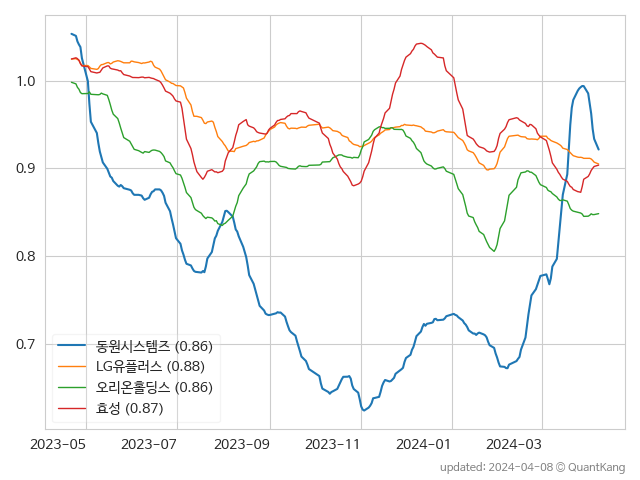 1.0
0.9
0.8
0.7
동원시스템즈 (0.86)
LG유플러스 (0.88)
오리온홀딩스 (0.86)
효성 (0.87)
2023-05 2023-07 2023-09 2023-11 2024-01 2024-03
updated: 2024-04-08 © QuantKang